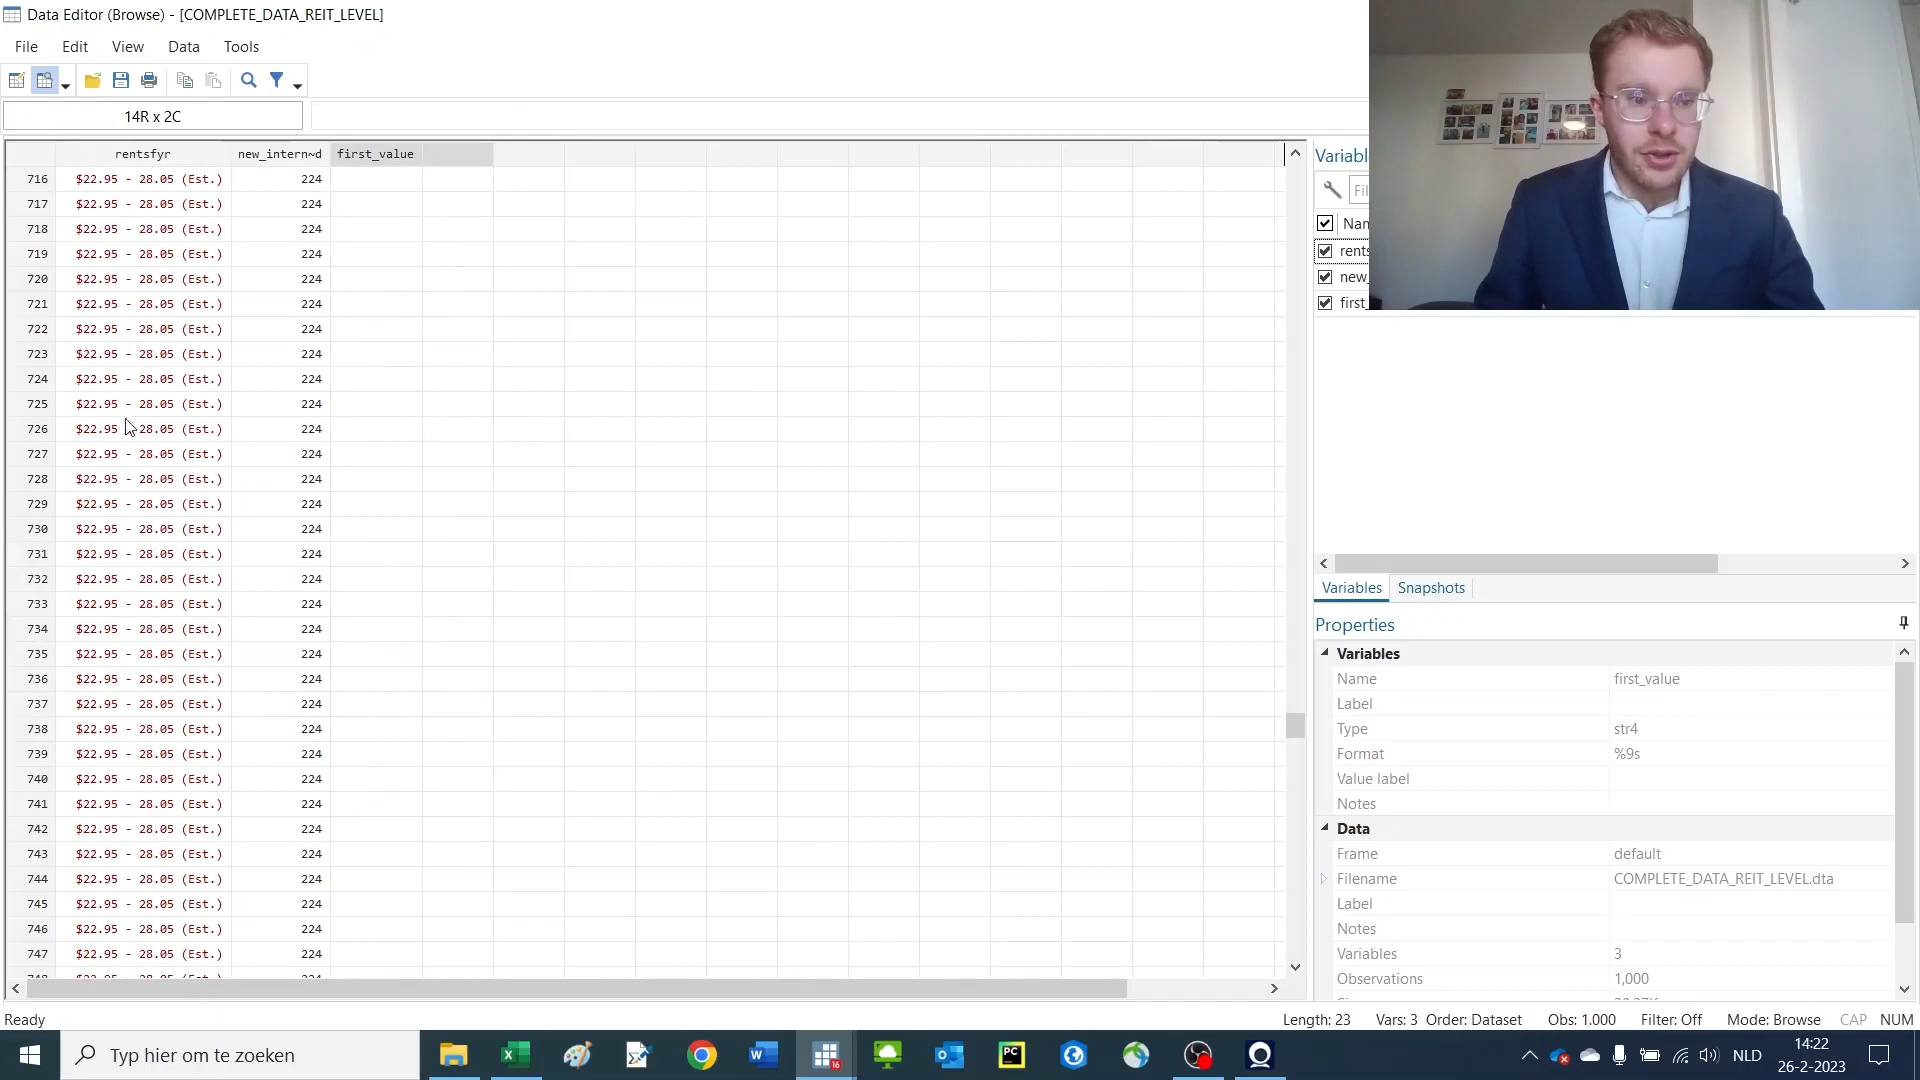 Data Editor (Browse) - [COMPLETE_DATA_REIT_LEVEL]
File Edit View Data Tools
14R x 2C
rentsfyr new_intern~d first_value
716 $22.95 - 28.05 (Est.) 224
717 $22.95 - 28.05 (Est.) 224
718 $22.95 - 28.05 (Est.) 224
719 $22.95 - 28.05 (Est.) 224
720 $22.95 - 28.05 (Est.) 224
721 $22.95 - 28.05 (Est.) 224
722 $22.95 - 28.05 (Est.) 224
723 $22.95 - 28.05 (Est.) 224
724 $22.95 - 28.05 (Est.) 224
725 $22.95 - 28.05 (Est.) 224
726 $22.95 - 28.05 (Est.) 224
727 $22.95 - 28.05 (Est.) 224
728 $22.95 - 28.05 (Est.) 224
729 $22.95 - 28.05 (Est.) 224
730 $22.95 - 28.05 (Est.) 224
731 $22.95 - 28.05 (Est.) 224
732 $22.95 - 28.05 (Est.) 224
733 $22.95 - 28.05 (Est.) 224
734 $22.95 - 28.05 (Est.) 224
735 $22.95 - 28.05 (Est.) 224
736 $22.95 - 28.05 (Est.) 224
737 $22.95 - 28.05 (Est.) 224
738 $22.95 - 28.05 (Est.) 224
739 $22.95 - 28.05 (Est.) 224
740 $22.95 - 28.05 (Est.) 224
741 $22.95 - 28.05 (Est.) 224
742 $22.95 - 28.05 (Est.) 224
743 $22.95 - 28.05 (Est.) 224
744 $22.95 - 28.05 (Est.) 224
745 $22.95 - 28.05 (Est.) 224
746 $22.95 - 28.05 (Est.) 224
747 $22.95 - 28.05 (Est.) 224
Variabl
Fil
Nam
rents
new_
first_
Variables Snapshots
Properties
Variables
Name first_value
Label
Type str4
Format %9s
Value label
Notes
Data
Frame default
Filename COMPLETE_DATA_REIT_LEVEL.dta
Label
Notes
Variables 3
Observations 1,000
Ready Length: 23 Vars: 3 Order: Dataset Obs: 1.000 Filter: Off Mode: Browse CAP NUM
Typ hier om te zoeken
16
PC
NLD
14:22
26-2-2023